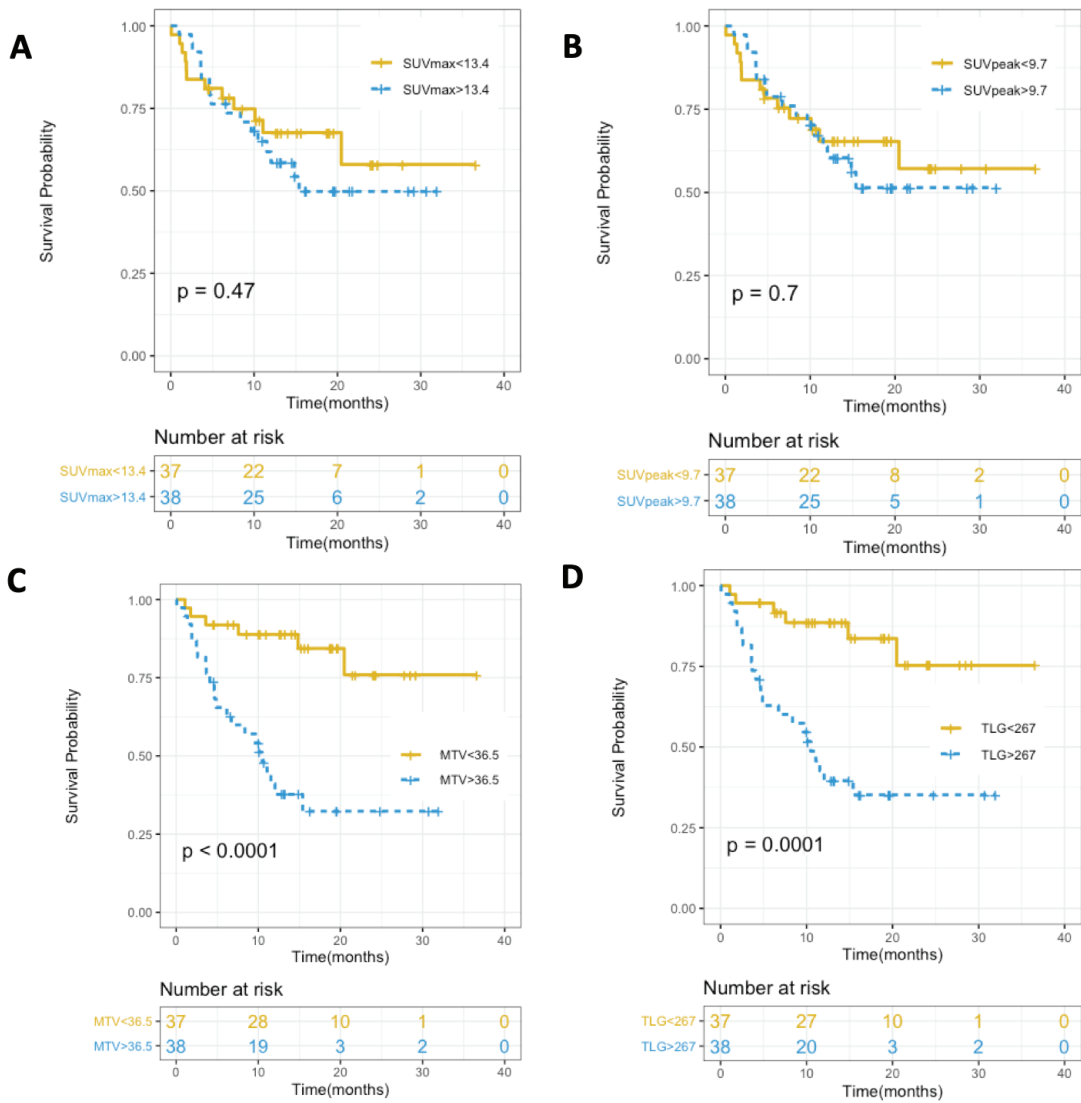 A
Survival Probability
1.00
0.75
0.50
0.25
0.00
SUVmax<13.4
SUVmax>13.4
p = 0.47
0 10 20 30 40
Time(months)
Number at risk
SUVmax<13.4 37 22 7 1 0
SUVmax>13.4 38 25 6 2 0
0 10 20 30 40
Time(months)
B
Survival Probability
1.00
0.75
0.50
0.25
0.00
SUVpeak<9.7
SUVpeak>9.7
p = 0.7
0 10 20 30 40
Time(months)
Number at risk
SUVpeak<9.7 37 22 8 2 0
SUVpeak>9.7 38 25 5 1 0
0 10 20 30 40
Time(months)
C
Survival Probability
1.00
0.75
0.50
0.25
0.00
MTV<36.5
MTV>36.5
p < 0.0001
0 10 20 30 40
Time(months)
Number at risk
MTV<36.5 37 28 10 1 0
MTV>36.5 38 19 3 2 0
0 10 20 30 40
Time(months)
D
Survival Probability
1.00
0.75
0.50
0.25
0.00
TLG<267
TLG>267
p = 0.0001
0 10 20 30 40
Time(months)
Number at risk
TLG<267 37 27 10 1 0
TLG>267 38 20 3 2 0
0 10 20 30 40
Time(months)